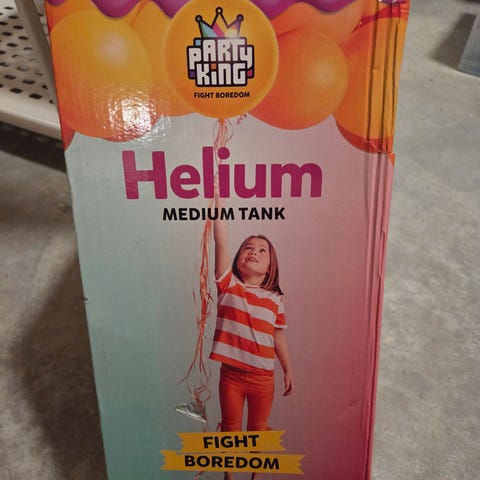 PARTY
KING
FIGHT BOREDOM
Helium
MEDIUM TANK
FIGHT
BOREDOM